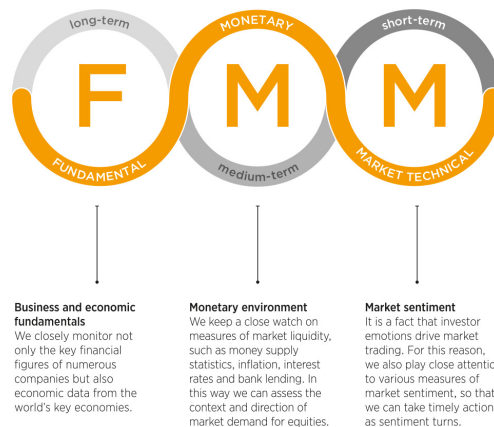 long-term
MONETARY
short-term
F
M
M
FUNDAMENTAL
medium-term
MARKET TECHNICAL
Business and economic
fundamentals
We closely monitor not
only the key financial
figures of numerous
companies but also
economic data from the
world's key economies.
Monetary environment
We keep a close watch on
measures of market liquidity,
such as money supply
statistics, inflation, interest
rates and bank lending. In
this way we can assess the
context and direction of
market demand for equities.
Market sentiment
It is a fact that investor
emotions drive market
trading. For this reason,
we also play close attentio
to various measures of
market sentiment, so that
we can take timely action
as sentiment turns.